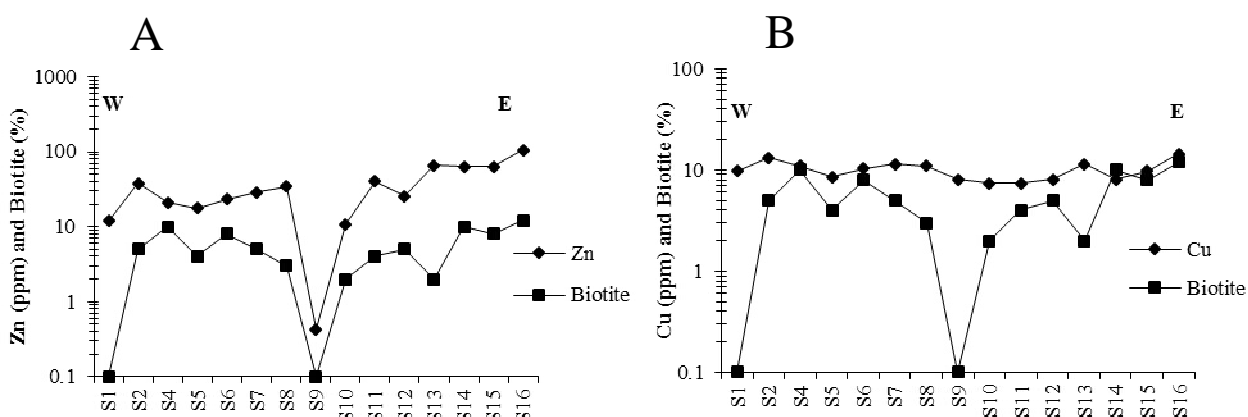 A
Zn (ppm) and Biotite (%)
1000
100
10
1
0.1
W
E
Zn
Biotite
S1
S2
S4
S5
S6
S7
S8
S9
S10
S11
S12
S13
S14
S15
S16
B
Cu (ppm) and Biotite (%)
100
10
1
0.1
W
E
Cu
Biotite
S1
S2
S4
S5
S6
S7
S8
S9
S10
S11
S12
S13
S14
S15
S16